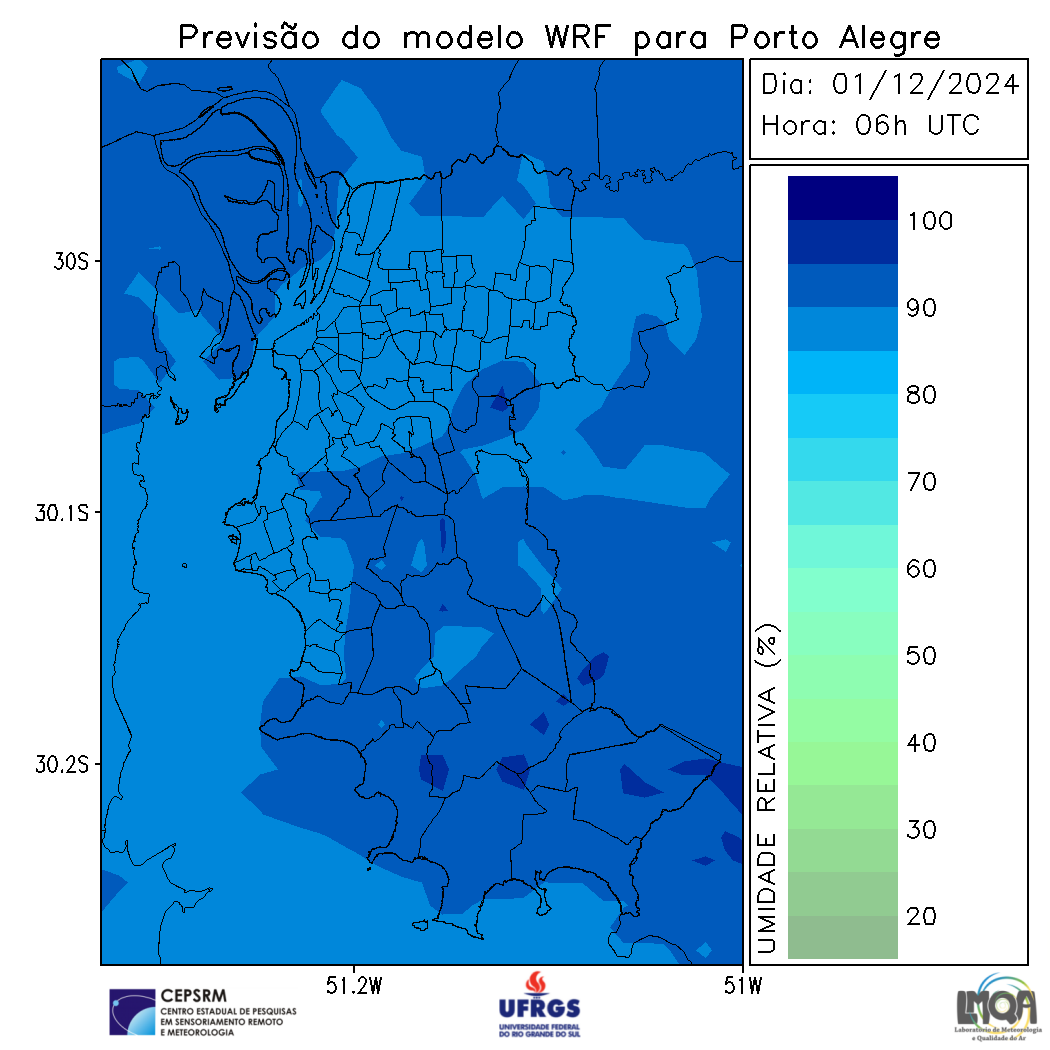 Previsão do modelo WRF para Porto Alegre
Dia: 01/12/2024
Hora: 06h UTC
30S
30.1S
30.2S
51.2W
51W
100
90
80
70
60
50
40
30
20
UMIDADE RELATIVA (%)
CEPSRM
CENTRO ESTADUAL DE PESQUISAS
EM SENSORIAMENTO REMOTO
E METEOROLOGIA
UFRGS
UNIVERSIDADE FEDERAL
DO RIO GRANDE DO SUL
LMQA
Laboratório de Meteorologia
e Qualidade do Ar